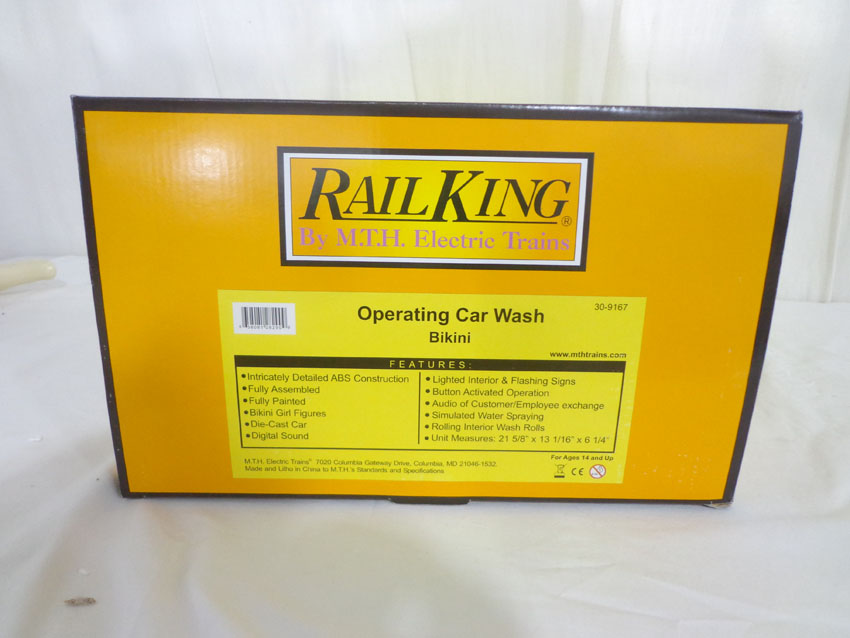 RAILKING®
By M.T.H. Electric Trains
30-9167
Operating Car Wash
Bikini
www.mthtrains.com
FEATURES:
•Intricately Detailed ABS Construction
•Fully Assembled
•Fully Painted
•Bikini Girl Figures
•Die-Cast Car
•Digital Sound
•Lighted Interior & Flashing Signs
•Button Activated Operation
•Audio of Customer/Employee exchange
•Simulated Water Spraying
•Rolling Interior Wash Rolls
•Unit Measures: 21 5/8" x 13 1/16" x 6 1/4"
For Ages 14 and Up
M.T.H. Electric Trains® 7020 Columbia Gateway Drive, Columbia, MD 21046-1532.
Made and Litho in China to M.T.H.'s Standards and Specifications
CE